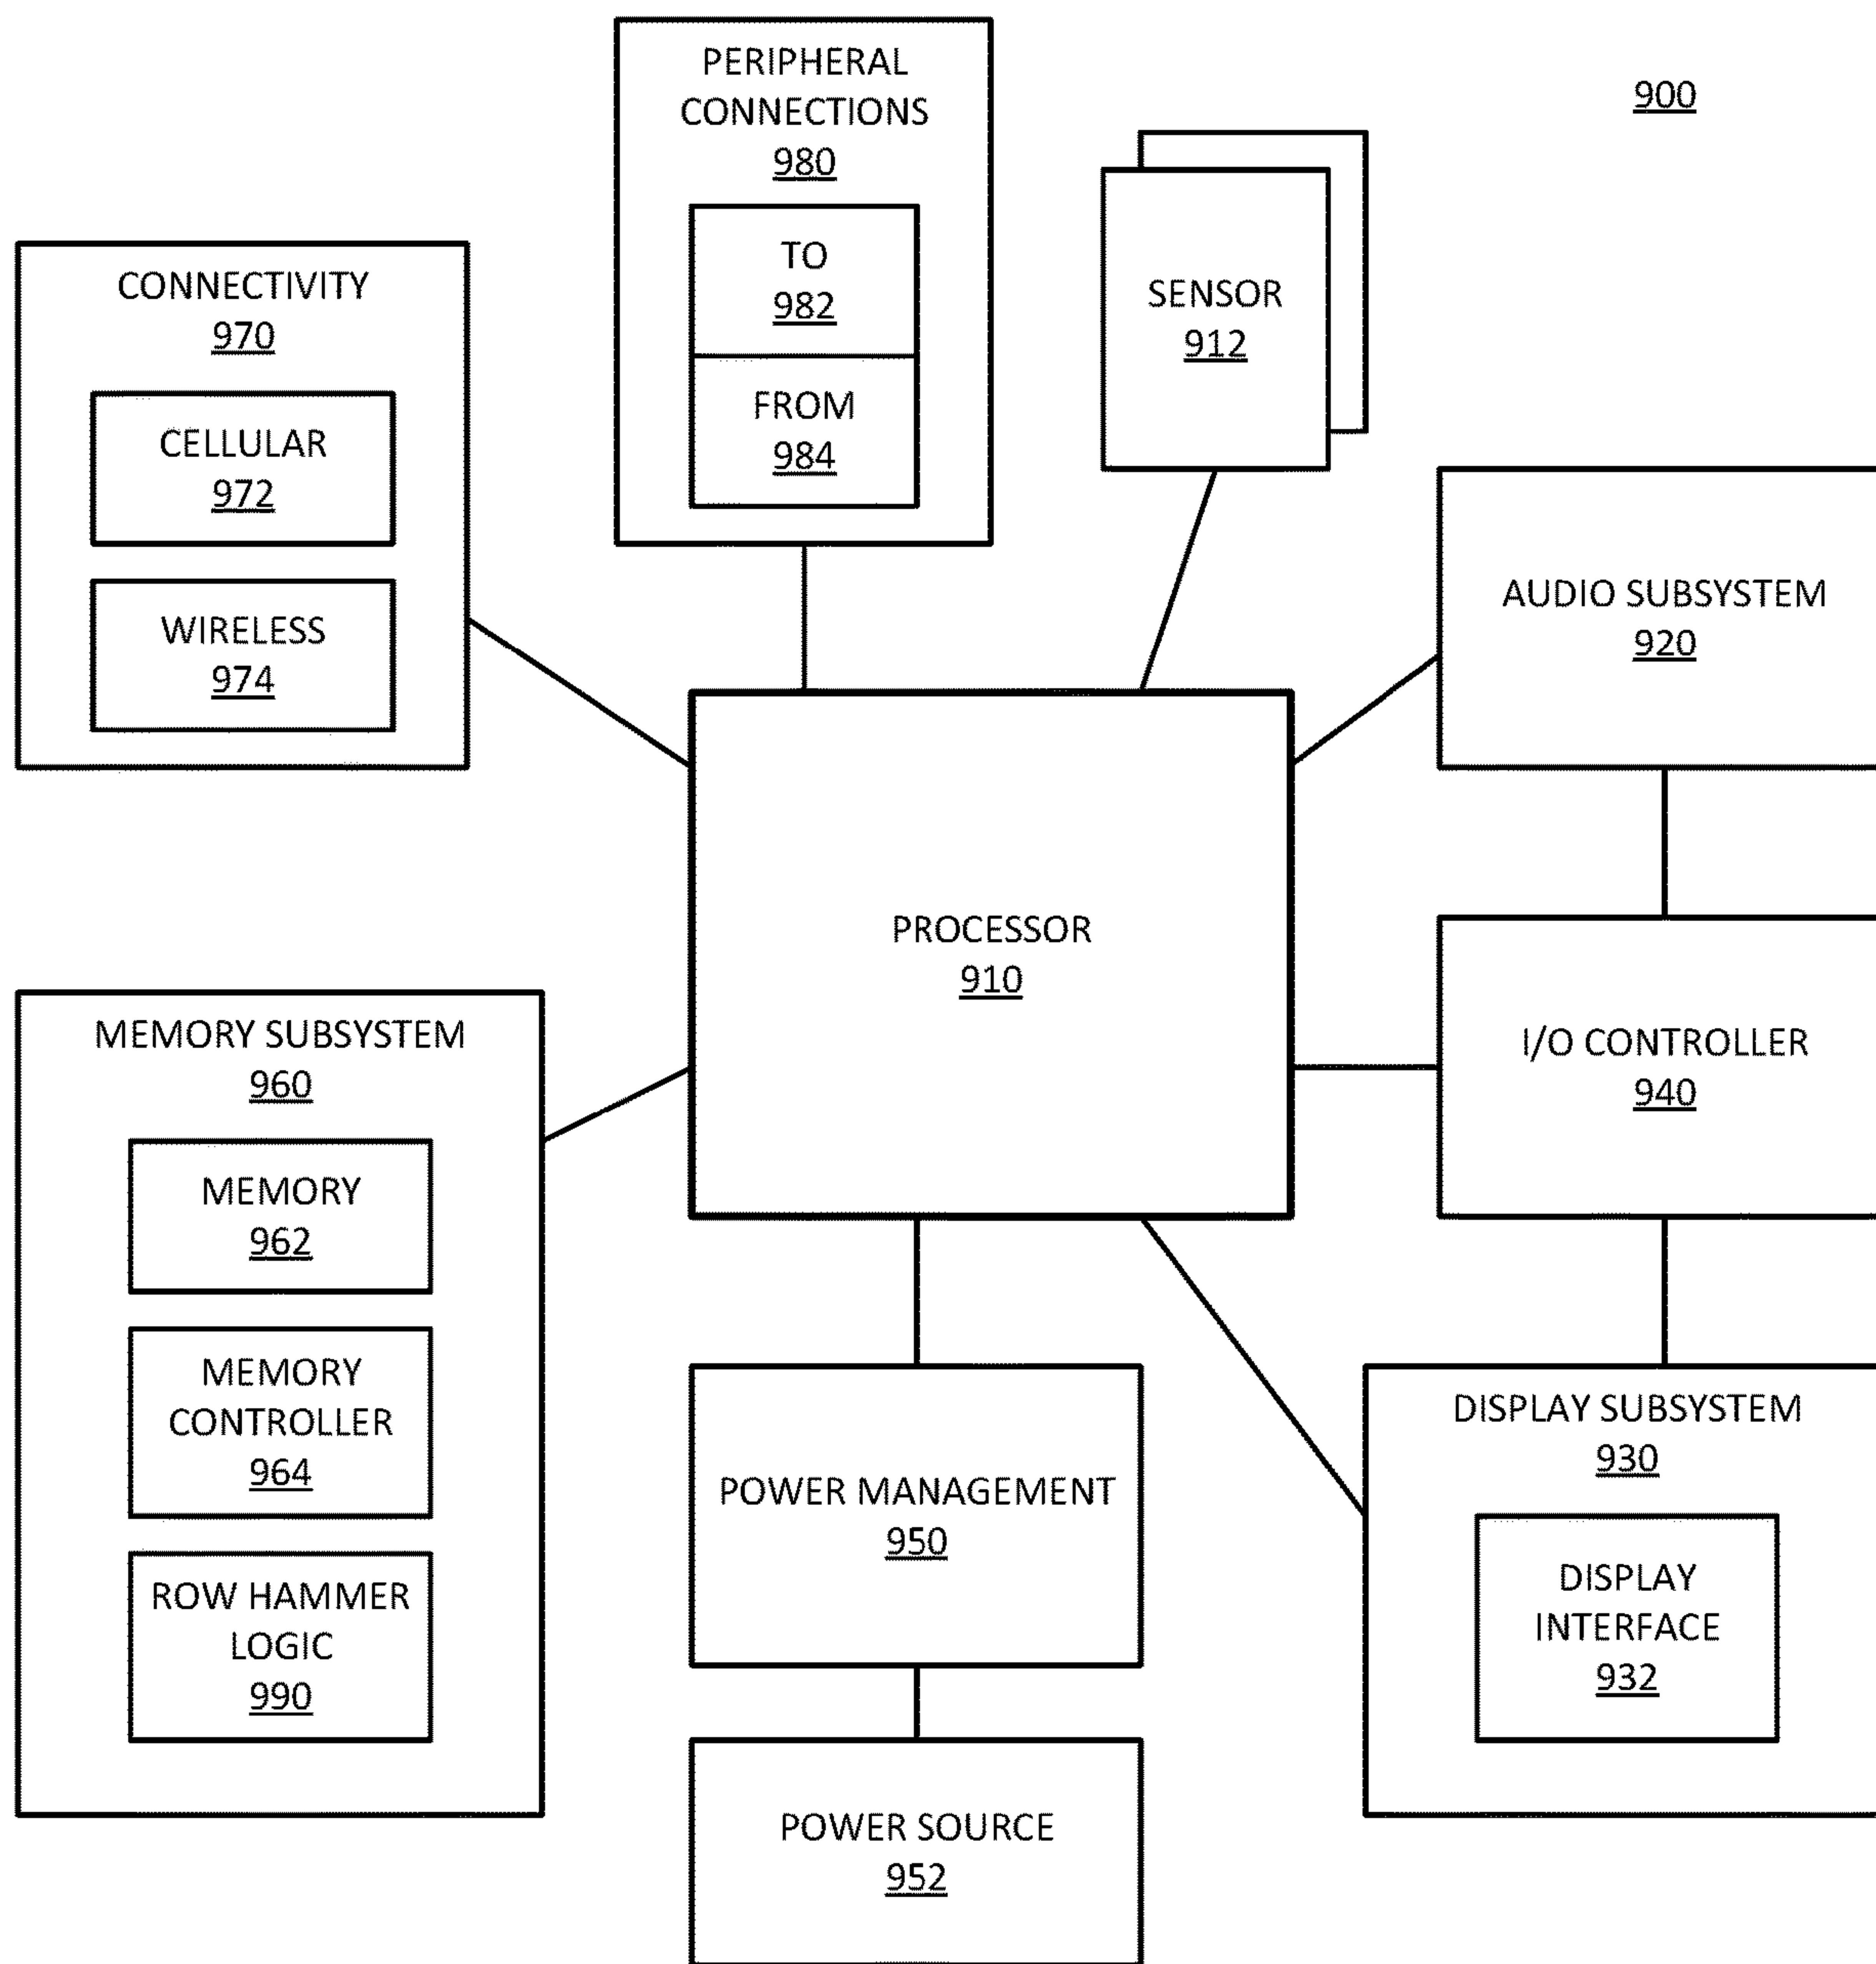 PERIPHERAL
CONNECTIONS
980
TO
982
FROM
984
900
SENSOR
912
CONNECTIVITY
970
CELLULAR
972
WIRELESS
974
AUDIO SUBSYSTEM
920
PROCESSOR
910
I/O CONTROLLER
940
MEMORY SUBSYSTEM
960
MEMORY
962
MEMORY
CONTROLLER
964
ROW HAMMER
LOGIC
990
POWER MANAGEMENT
950
POWER SOURCE
952
DISPLAY SUBSYSTEM
930
DISPLAY
INTERFACE
932